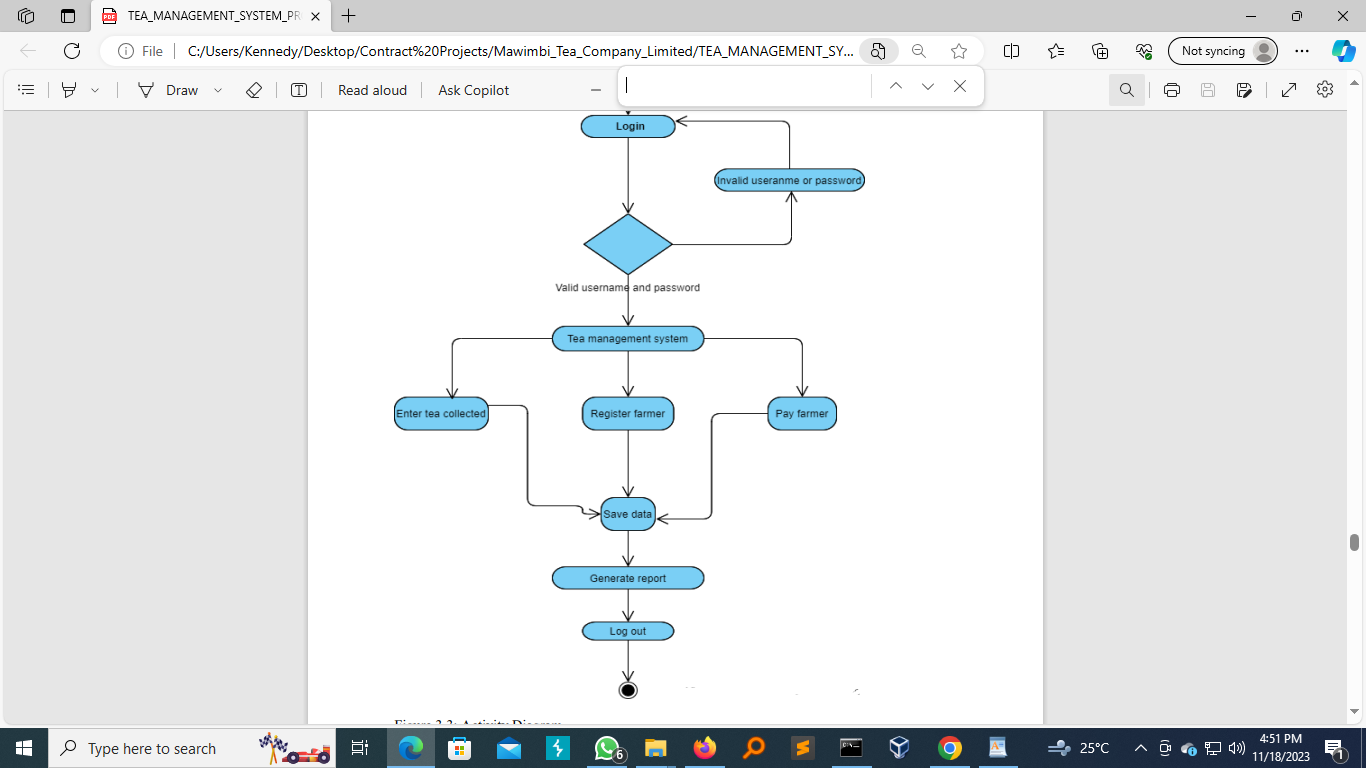 TEA_MANAGEMENT_SYSTEM_PR
File
C:/Users/Kennedy/Desktop/Contract%20Projects/Mawimbi_Tea_Company_Limited/TEA_MANAGEMENT_SY...
Not syncing
Draw
Read aloud
Ask Copilot
Login
Invalid useranme or password
Valid username and password
Tea management system
Enter tea collected
Register farmer
Pay farmer
Save data
Generate report
Log out
Type here to search
6
25°C
4:51 PM
11/18/2023
1